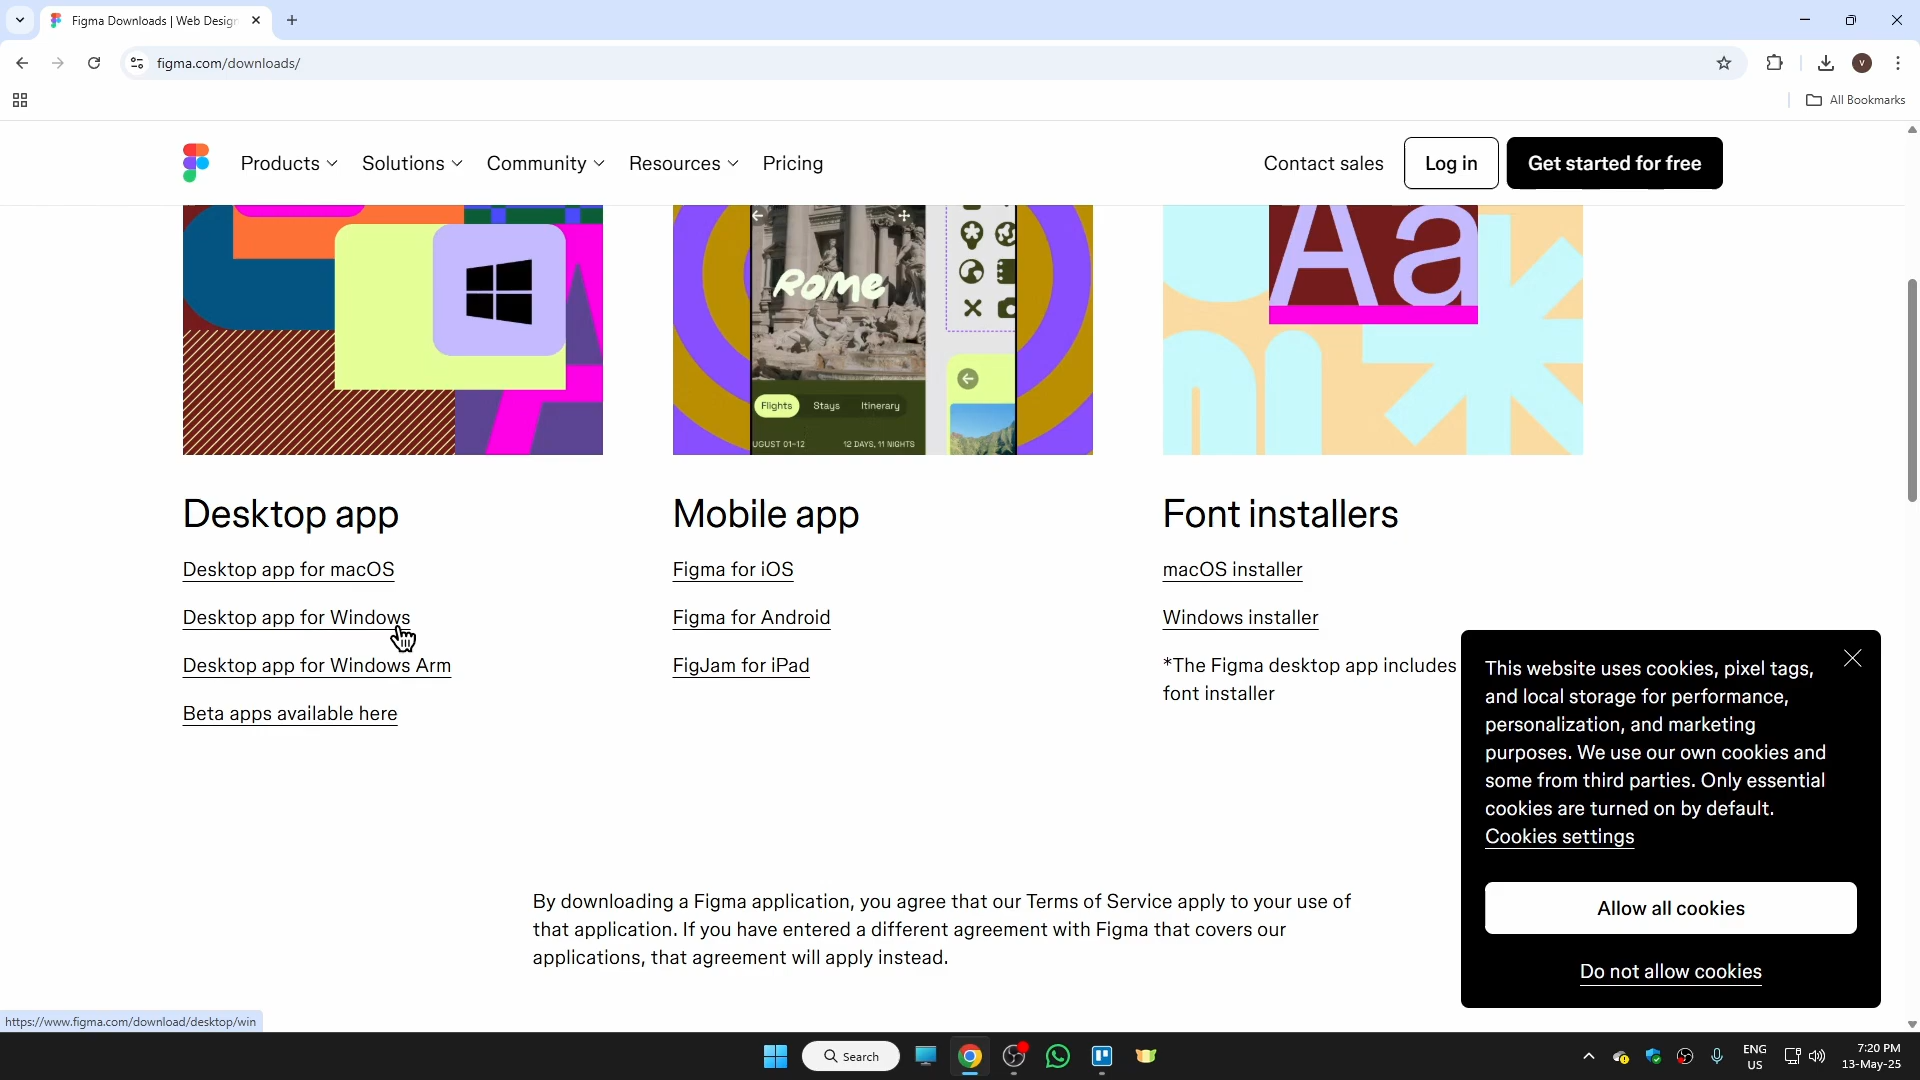 Figma Downloads | Web Design
figma.com/downloads/
V
All Bookmarks
Products
Solutions
Community
Resources
Pricing
Contact sales
Log in
Get started for free
Rome
Flights
Stays
Itinerary
UGUST 01–12
12 DAYS, 11 NIGHTS
Aa
Desktop app
Desktop app for macOS
Desktop app for Windows
Desktop app for Windows Arm
Beta apps available here
Mobile app
Figma for iOS
Figma for Android
FigJam for iPad
Font installers
macOS installer
Windows installer
*The Figma desktop app includes
font installer
This website uses cookies, pixel tags,
and local storage for performance,
personalization, and marketing
purposes. We use our own cookies and
some from third parties. Only essential
cookies are turned on by default.
Cookies settings
Allow all cookies
Do not allow cookies
By downloading a Figma application, you agree that our Terms of Service apply to your use of
that application. If you have entered a different agreement with Figma that covers our
applications, that agreement will apply instead.
https://www.figma.com/download/desktop/win
Search
ENG
US
7:20 PM
13-May-25